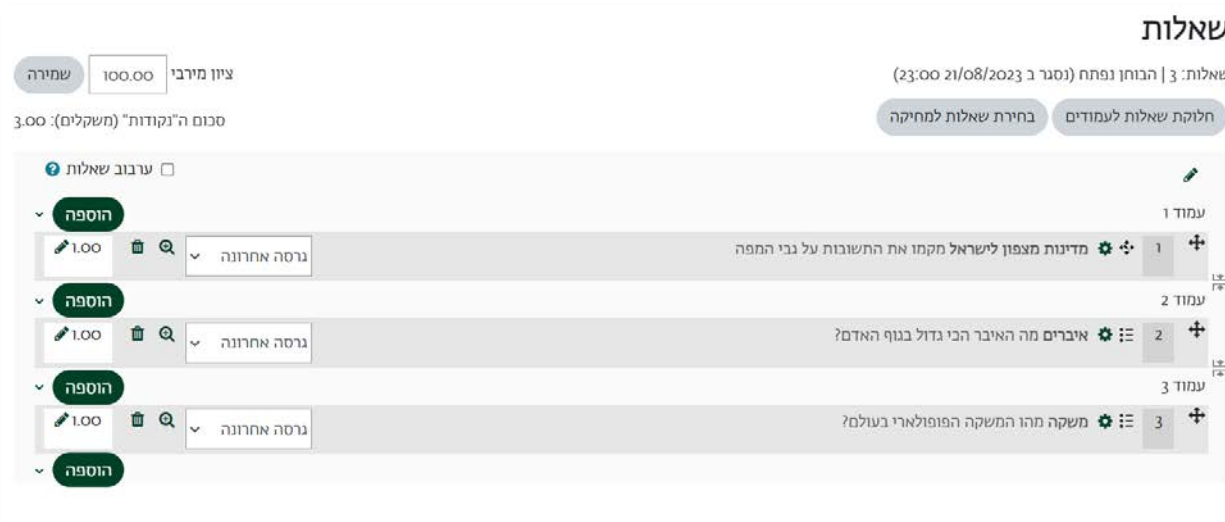 שאלות
שאלות: 3 | הבוחן נפתח (נסגר ב 21/08/2023 23:00)
ציון מירבי 100.00 שמירה
חלוקת שאלות לעמודים בחירת שאלות למחיקה
סכום ה"נקודות" (משקלים): 3.00
ערבוב שאלות
עמוד 1
הוספה
1 מדינות מצפון לישראל מקמו את התשובות על גבי המפה גרסה אחרונה 1.00
עמוד 2
הוספה
2 איברים מה האיבר הכי גדול בגוף האדם? גרסה אחרונה 1.00
עמוד 3
הוספה
3 משקה מהו המשקה הפופולארי בעולם? גרסה אחרונה 1.00
הוספה